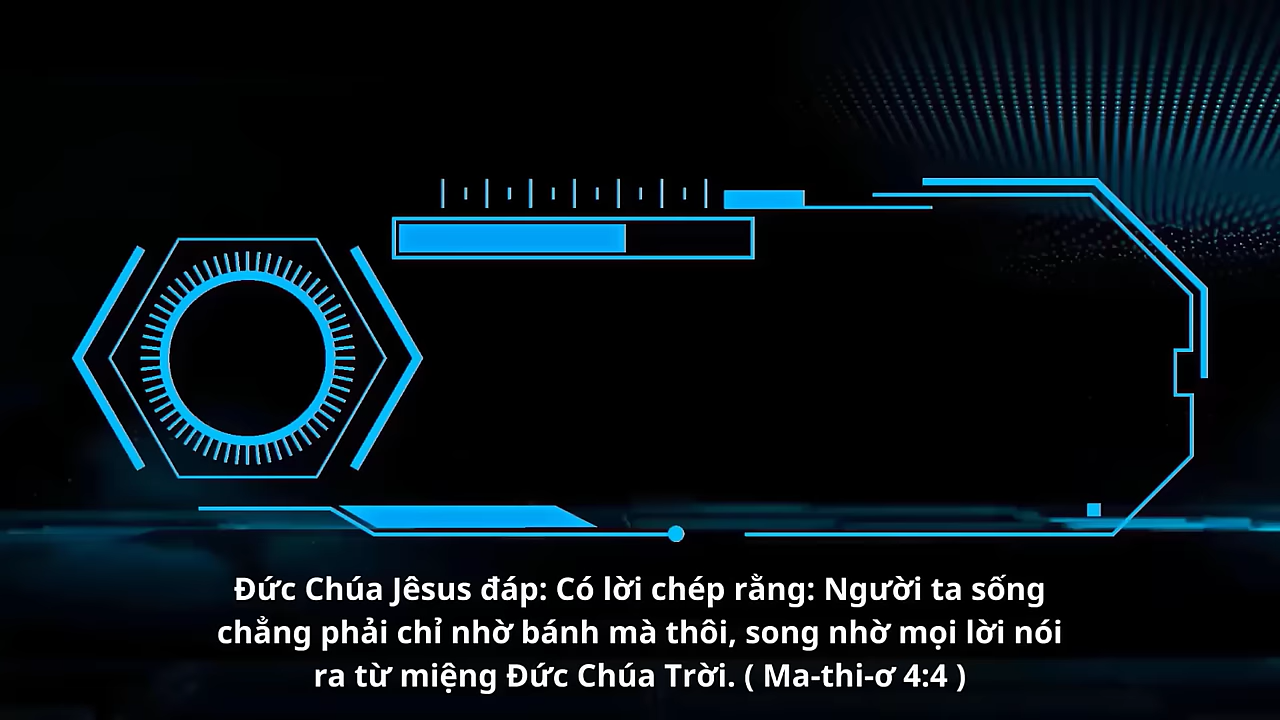 Đức Chúa Jêsus đáp: Có lời chép rằng: Người ta sống
chẳng phải chỉ nhờ bánh mà thôi, song nhờ mọi lời nói
ra từ miệng Đức Chúa Trời. ( Ma-thi-ơ 4:4 )